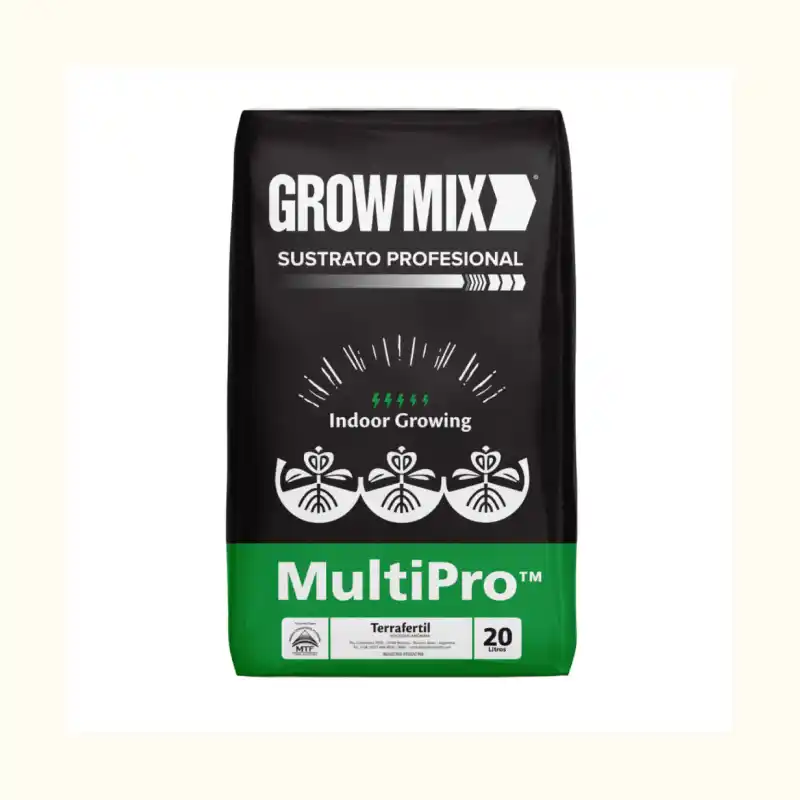 GROW MIX®
SUSTRATO PROFESIONAL
Indoor Growing
MultiPro™
MTF
Terrafertil
20
Litros